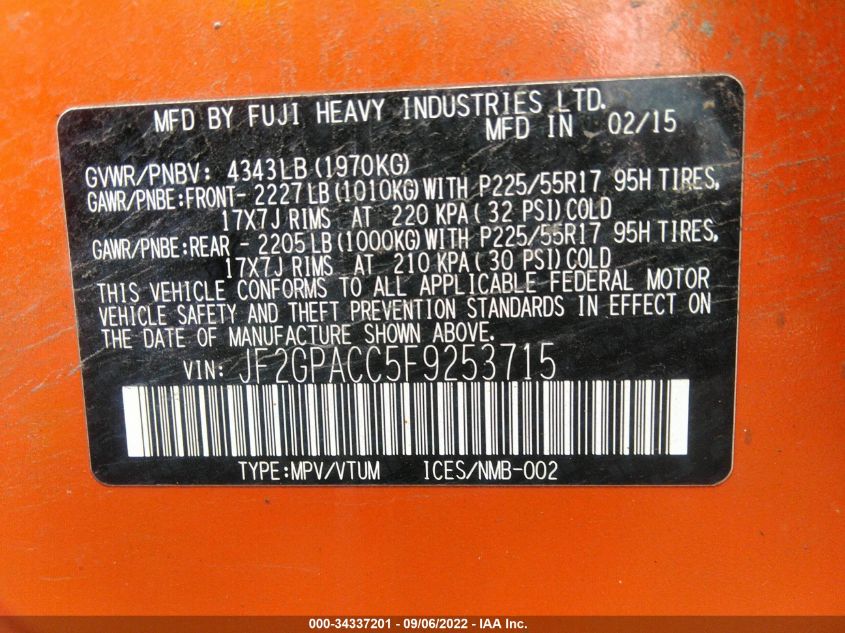 MFD BY FUJI HEAVY INDUSTRIES LTD.
MFD IN 02/15
GVWR/PNBV: 4343LB(1970KG)
GAWR/PNBE:FRONT- 2227LB(1010KG)WITH P225/55R17 95H TIRES,
17X7J RIMS AT 220 KPA( 32 PSI)COLD
GAWR/PNBE:REAR - 2205LB(1000KG)WITH P225/55R17 95H TIRES,
17X7J RIMS AT 210 KPA( 30 PSI)COLD
THIS VEHICLE CONFORMS TO ALL APPLICABLE FEDERAL MOTOR
VEHICLE SAFETY AND THEFT PREVENTION STANDARDS IN EFFECT ON
THE DATE OF MANUFACTURE SHOWN ABOVE.
VIN: JF2GPACC5F9253715
TYPE:MPV/VTUM ICES/NMB-002
000-34337201 - 09/06/2022 - IAA Inc.